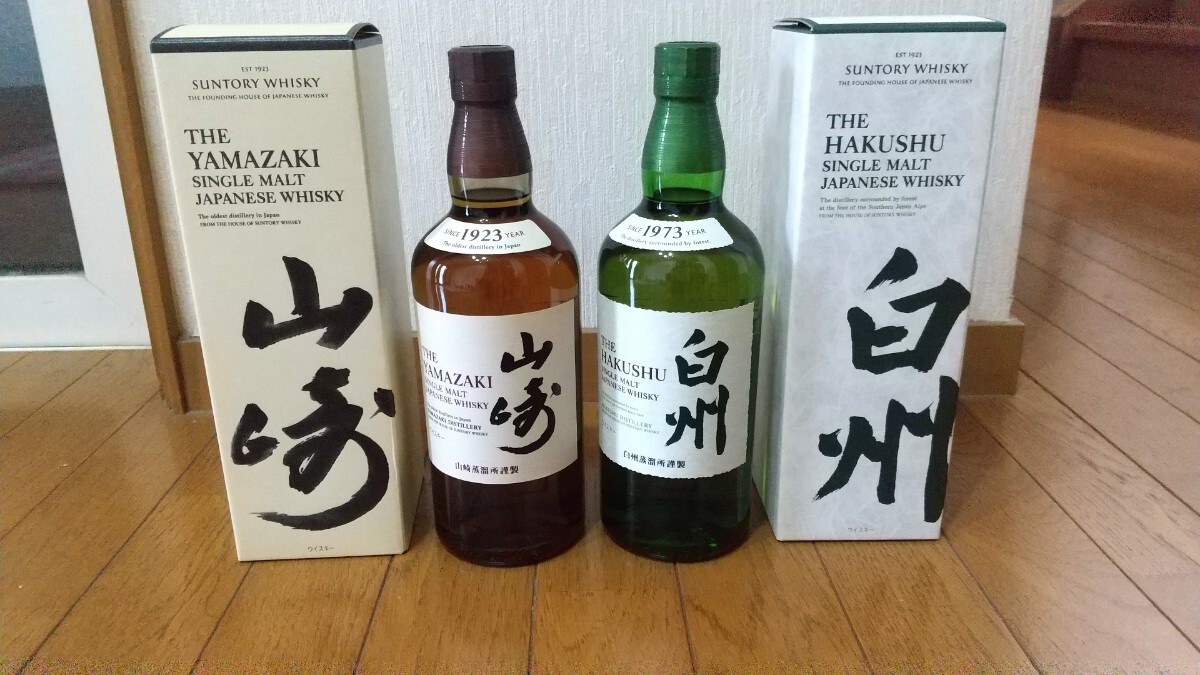 EST 1923
SUNTORY WHISKY
THE FOUNDING HOUSE OF JAPANESE WHISKY
THE
YAMAZAKI
SINGLE MALT
JAPANESE WHISKY
The oldest distillery in Japan
FROM THE HOUSE OF SUNTORY WHISKY
山崎
ウイスキー
SINCE 1923 YEAR
The oldest distillery in Japan
THE
YAMAZAKI
SINGLE MALT
JAPANESE WHISKY
YAMAZAKI DISTILLERY
山崎
山崎蒸溜所謹製
SINCE 1973 YEAR
The distillery surrounded by forest
THE
HAKUSHU
SINGLE MALT
JAPANESE WHISKY
DISTILLERY
白州
白州蒸溜所謹製
EST 1923
SUNTORY WHISKY
THE FOUNDING HOUSE OF JAPANESE WHISKY
THE
HAKUSHU
SINGLE MALT
JAPANESE WHISKY
The distillery surrounded by forest
at the foot of the Southern Japan Alps
FROM THE HOUSE OF SUNTORY WHISKY
白州
ウイスキー